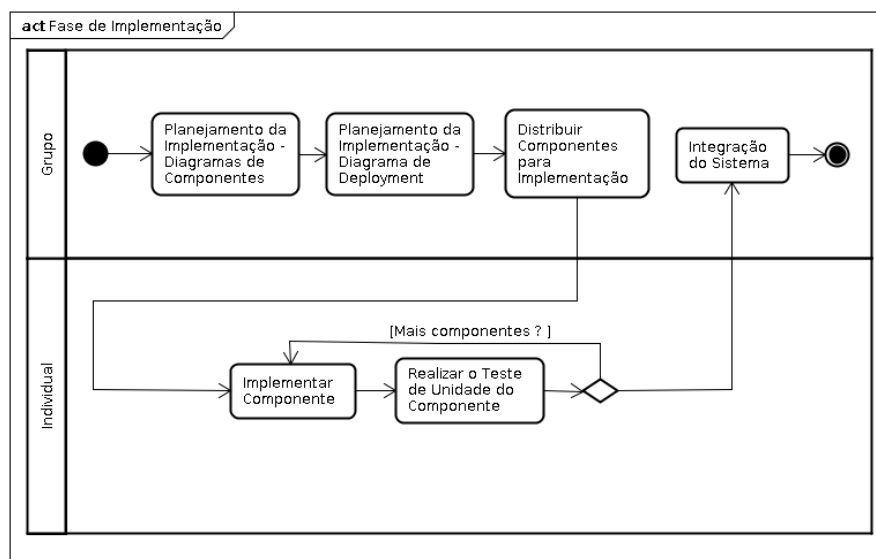 act Fase de Implementação
Grupo
Planejamento da
Implementação -
Diagramas de
Componentes
Planejamento da
Implementação -
Diagrama de
Deployment
Distribuir
Componentes
para
Implementação
Integração
do Sistema
Individual
[Mais componentes ? ]
Implementar
Componente
Realizar o Teste
de Unidade do
Componente